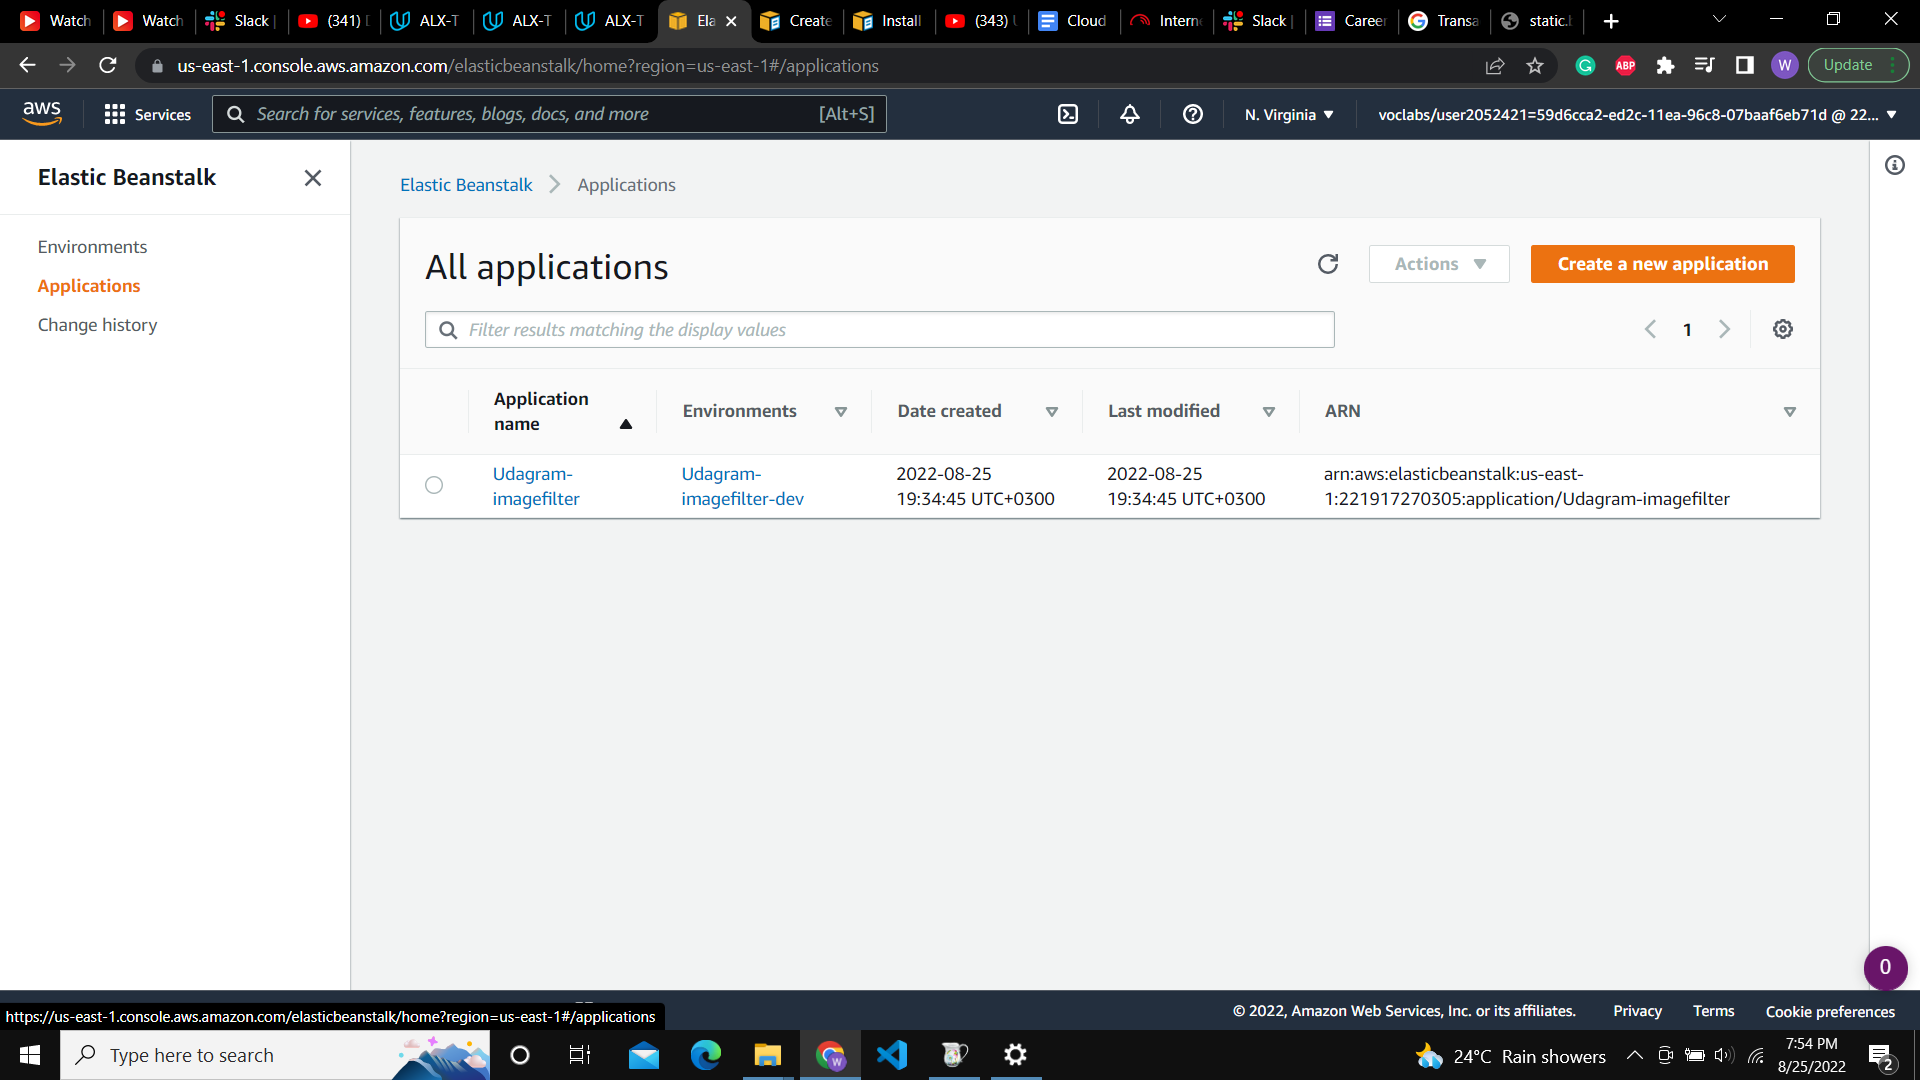 Watch
Watch
Slack |
(341) D
ALX-T
ALX-T
ALX-T
Ela
Create
Install
(343) U
Cloud
Intern
Slack |
Career
Transa
static.b
us-east-1.console.aws.amazon.com/elasticbeanstalk/home?region=us-east-1#/applications
ABP
W
Update
aws
Services
Search for services, features, blogs, docs, and more
[Alt+S]
N. Virginia
voclabs/user2052421=59d6cca2-ed2c-11ea-96c8-07baaf6eb71d @ 22...
Elastic Beanstalk
Environments
Applications
Change history
Elastic Beanstalk
Applications
All applications
Actions
Create a new application
Filter results matching the display values
1
Application
name
Environments
Date created
Last modified
ARN
Udagram-
imagefilter
Udagram-
imagefilter-dev
2022-08-25
19:34:45 UTC+0300
2022-08-25
19:34:45 UTC+0300
arn:aws:elasticbeanstalk:us-east-
1:221917270305:application/Udagram-imagefilter
0
https://us-east-1.console.aws.amazon.com/elasticbeanstalk/home?region=us-east-1#/applications
© 2022, Amazon Web Services, Inc. or its affiliates.
Privacy
Terms
Cookie preferences
Type here to search
W
24°C Rain showers
7:54 PM
8/25/2022
2